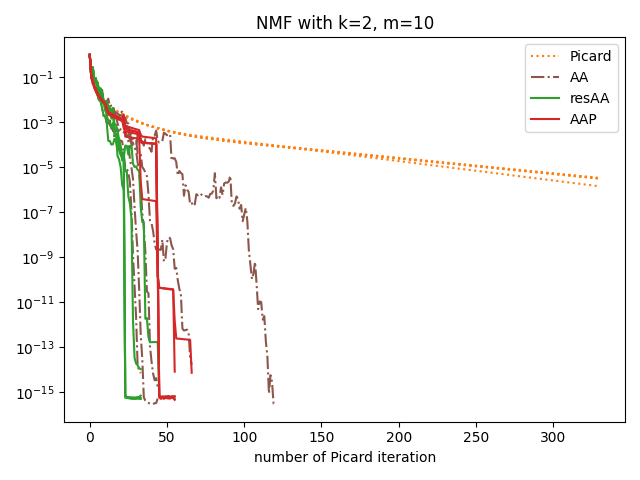 NMF with k=2, m=10
Picard
AA
resAA
AAP
10⁻¹
10⁻³
10⁻⁵
10⁻⁷
10⁻⁹
10⁻¹¹
10⁻¹³
10⁻¹⁵
0 50 100 150 200 250 300
number of Picard iteration